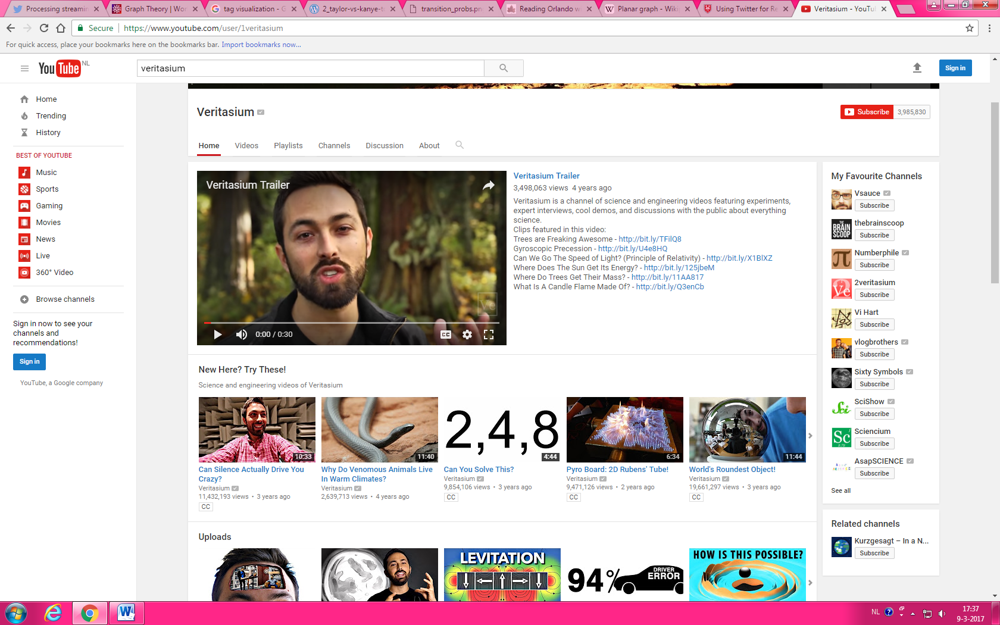 Processing streamin
Graph Theory | Wor
tag visualization - G
2_taylor-vs-kanye-t
transition_probs.pn
Reading Orlando w
Planar graph - Wiki
Using Twitter for Re
Veritasium - YouTu
Secure
https://www.youtube.com/user/1veritasium
For quick access, place your bookmarks here on the bookmarks bar. Import bookmarks now...
YouTube NL
veritasium
Sign in
Home
Trending
History
BEST OF YOUTUBE
Music
Sports
Gaming
Movies
News
Live
360° Video
Browse channels
Sign in now to see your
channels and
recommendations!
Sign in
YouTube, a Google company
Veritasium
Subscribe 3,985,830
Home Videos Playlists Channels Discussion About
Veritasium Trailer
Ve
0:00 / 0:30
CC
Veritasium Trailer
3,498,063 views 4 years ago
Veritasium is a channel of science and engineering videos featuring experiments,
expert interviews, cool demos, and discussions with the public about everything
science.
Clips featured in this video:
Trees are Freaking Awesome - http://bit.ly/TFilQ8
Gyroscopic Precession - http://bit.ly/U4e8HQ
Can We Go The Speed of Light? (Principle of Relativity) - http://bit.ly/X1BlXZ
Where Does The Sun Get Its Energy? - http://bit.ly/125jbeM
Where Do Trees Get Their Mass? - http://bit.ly/11AA817
What Is A Candle Flame Made Of? - http://bit.ly/Q3enCb
New Here? Try These!
Science and engineering videos of Veritasium
10:33
Can Silence Actually Drive You
Crazy?
Veritasium
11,432,193 views • 3 years ago
CC
11:40
Why Do Venomous Animals Live
In Warm Climates?
Veritasium
2,639,713 views • 4 years ago
2,4,8
4:44
Can You Solve This?
Veritasium
9,854,106 views • 3 years ago
CC
6:34
Pyro Board: 2D Rubens' Tube!
Veritasium
9,471,126 views • 2 years ago
CC
11:44
World's Roundest Object!
Veritasium
19,661,297 views • 3 years ago
CC
Uploads
LEVITATION
94%
DRIVER
ERROR
HOW IS THIS POSSIBLE?
My Favourite Channels
Vsauce
Subscribe
THE
BRAIN
SCOOP
thebrainscoop
Subscribe
π
Numberphile
Subscribe
Ve
2veritasium
Subscribe
Vi Hart
Subscribe
vlogbrothers
Subscribe
Sixty Symbols
Subscribe
Sci
SciShow
Subscribe
Sc
Sciencium
Subscribe
AsapSCIENCE
Subscribe
See all
Related channels
Kurzgesagt – In a N...
Subscribe
NL
17:37
9-3-2017